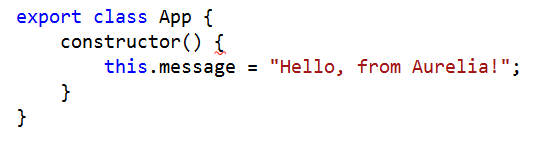 export class App {
    constructor() {
        this.message = "Hello, from Aurelia!";
    }
}